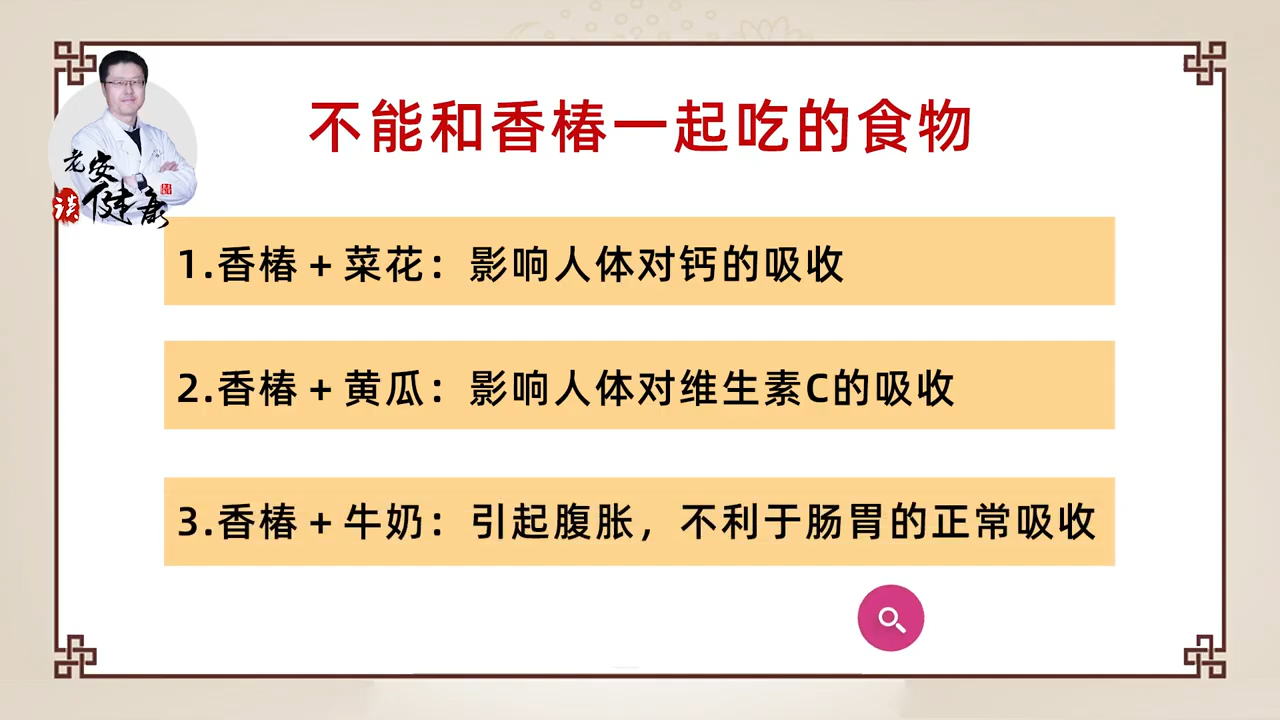 不能和香椿一起吃的食物
老安
谈健康
1.香椿+菜花：影响人体对钙的吸收
2.香椿+黄瓜：影响人体对维生素C的吸收
3.香椿+牛奶：引起腹胀，不利于肠胃的正常吸收